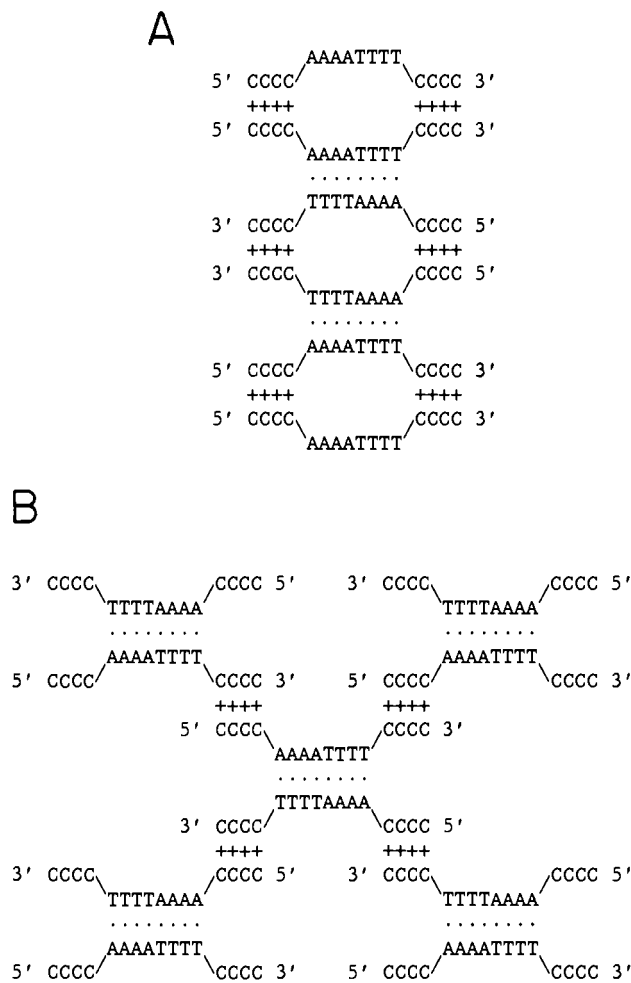 A
AAAATTTT
5' CCCC CCCC 3'
++++ ++++
5' CCCC CCCC 3'
AAAATTTT
. . . . . . . .
TTTTAAAA
3' CCCC CCCC 5'
++++ ++++
3' CCCC CCCC 5'
TTTTAAAA
. . . . . . . .
AAAATTTT
5' CCCC CCCC 3'
++++ ++++
5' CCCC CCCC 3'
AAAATTTT
B
3' CCCC CCCC 5' 3' CCCC CCCC 5'
TTTTAAAA TTTTAAAA
. . . . . . . . . . . . . . . .
AAAATTTT AAAATTTT
5' CCCC CCCC 3' 5' CCCC CCCC 3'
++++ ++++
5' CCCC CCCC 3'
AAAATTTT
. . . . . . . .
TTTTAAAA
3' CCCC CCCC 5'
++++ ++++
3' CCCC CCCC 5' 3' CCCC CCCC 5'
TTTTAAAA TTTTAAAA
. . . . . . . . . . . . . . . .
AAAATTTT AAAATTTT
5' CCCC CCCC 3' 5' CCCC CCCC 3'